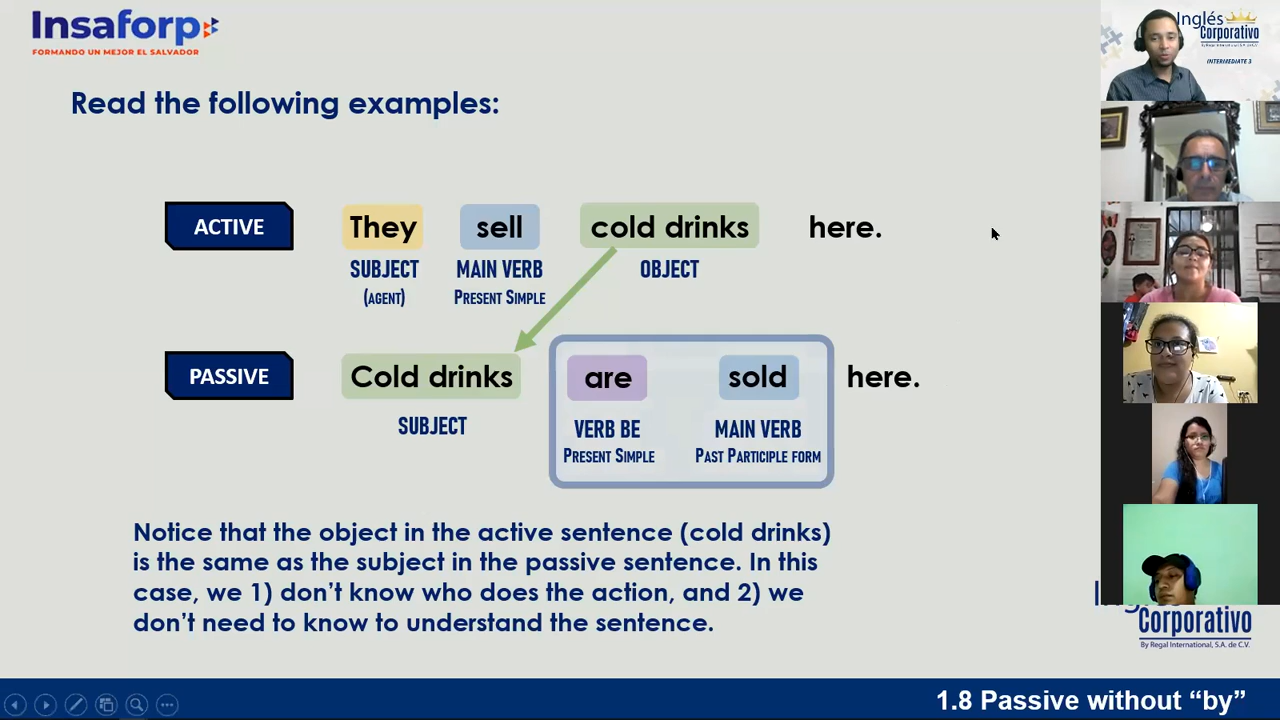 Insaforp
FORMANDO UN MEJOR EL SALVADOR
Inglés
Corporativo
INTERMEDIATE 3
Read the following examples:
ACTIVE They sell cold drinks here.
SUBJECT MAIN VERB OBJECT
(AGENT) PRESENT SIMPLE
PASSIVE Cold drinks are sold here.
SUBJECT VERB BE MAIN VERB
PRESENT SIMPLE PAST PARTICIPLE FORM
Notice that the object in the active sentence (cold drinks)
is the same as the subject in the passive sentence. In this
case, we 1) don’t know who does the action, and 2) we
don’t need to know to understand the sentence.
Corporativo
By Regal International, S.A. de C.V.
1.8 Passive without “by”